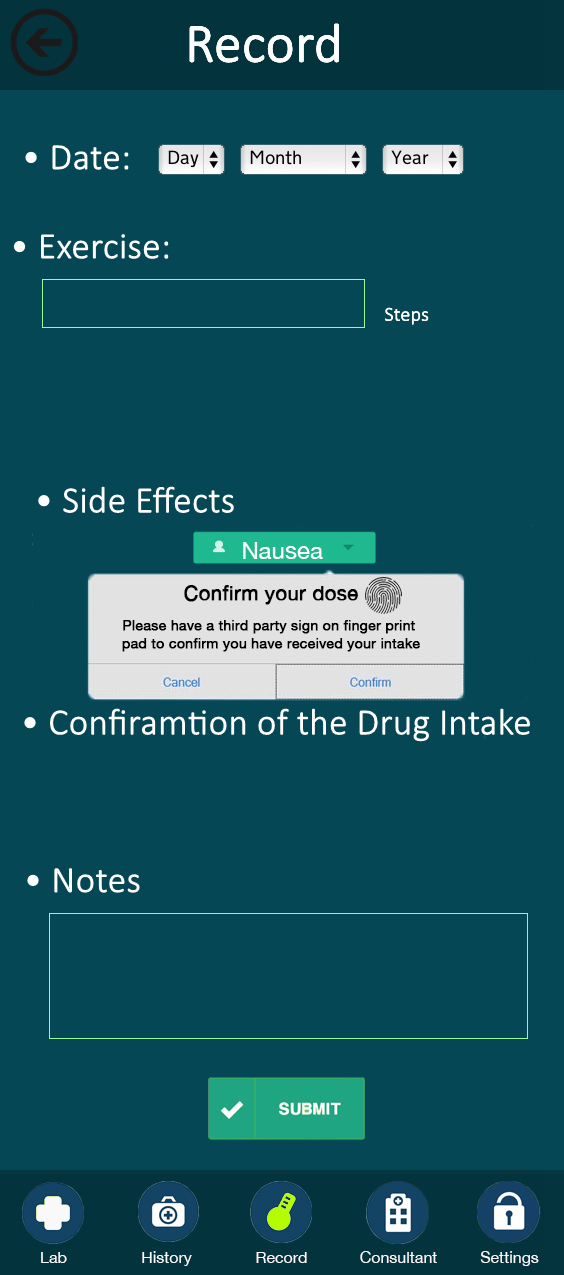 Record
• Date: Day Month Year
• Exercise:
Steps
• Side Effects
Nausea
Confirm your dose
Please have a third party sign on finger print
pad to confirm you have received your intake
Cancel Confirm
• Confiramtion of the Drug Intake
• Notes
SUBMIT
Lab History Record Consultant Settings